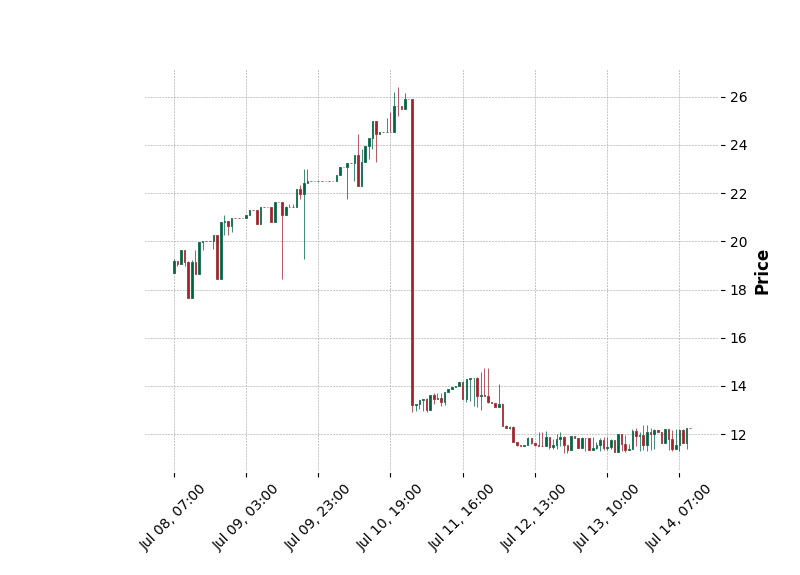 26
24
22
20
18
16
14
12
Price
Jul 08, 07:00
Jul 09, 03:00
Jul 09, 23:00
Jul 10, 19:00
Jul 11, 16:00
Jul 12, 13:00
Jul 13, 10:00
Jul 14, 07:00